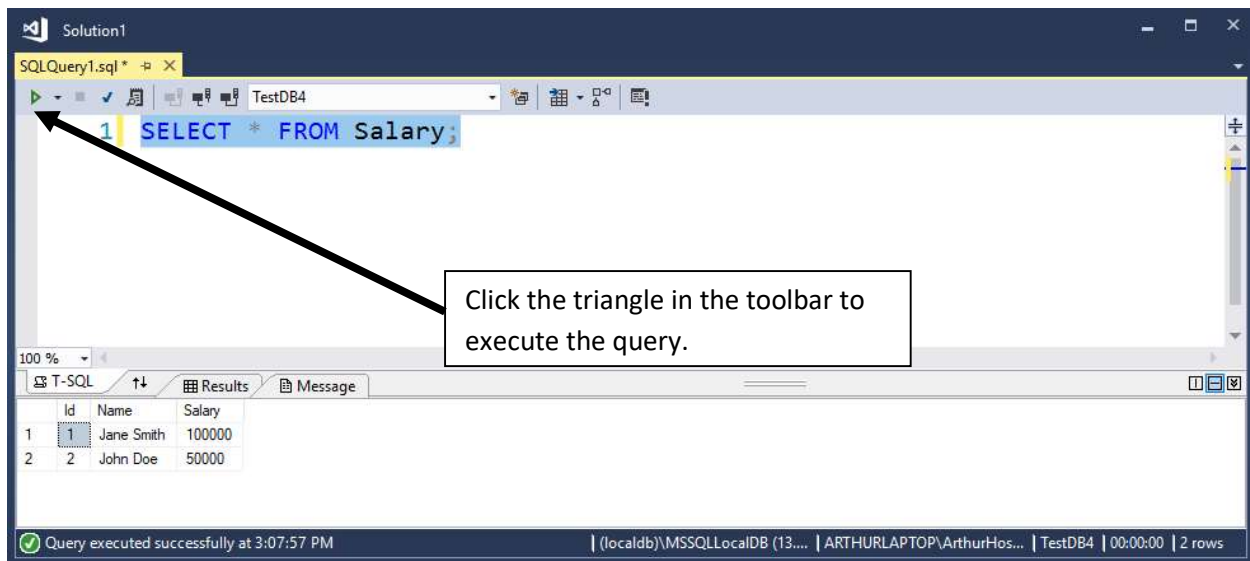 Solution1
SQLQuery1.sql*
TestDB4
1 SELECT * FROM Salary;
Click the triangle in the toolbar to
execute the query.
100 %
T-SQL Results Message
Id Name Salary
1 1 Jane Smith 100000
2 2 John Doe 50000
Query executed successfully at 3:07:57 PM | (localdb)\MSSQLLocalDB (13.... | ARTHURLAPTOP\ArthurHos... | TestDB4 | 00:00:00 | 2 rows